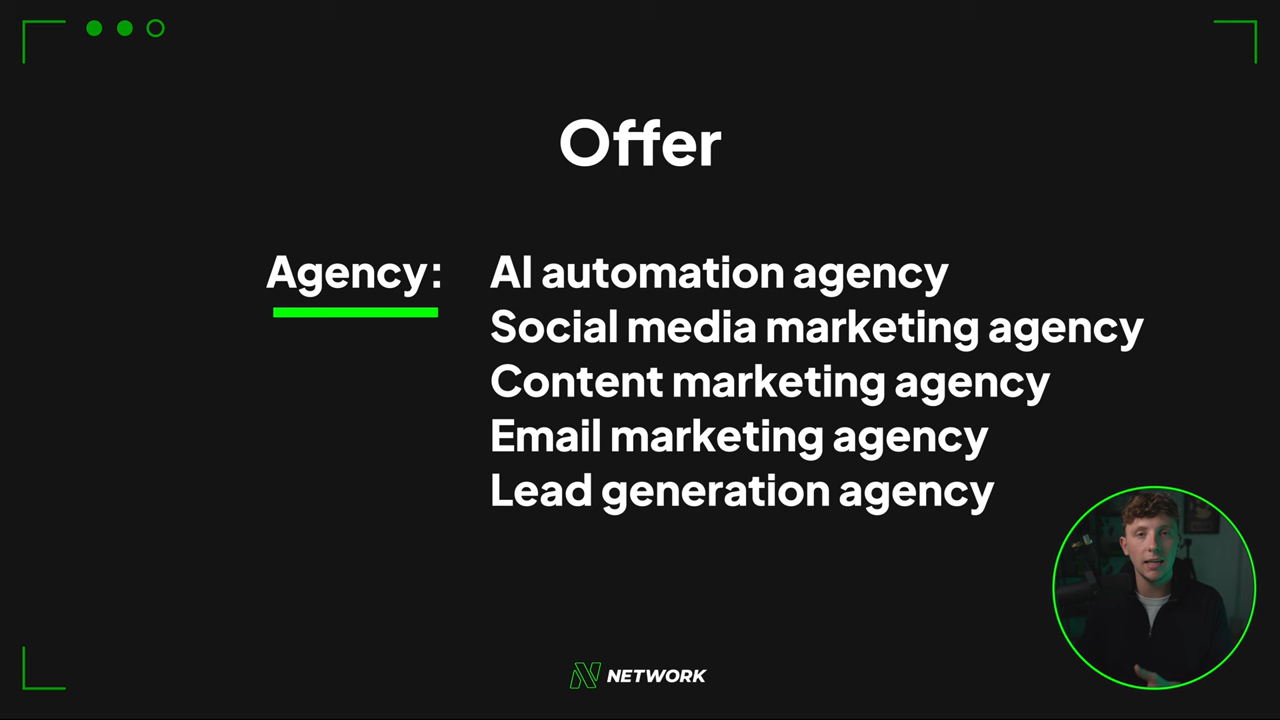 Offer
Agency: AI automation agency
Social media marketing agency
Content marketing agency
Email marketing agency
Lead generation agency
NETWORK